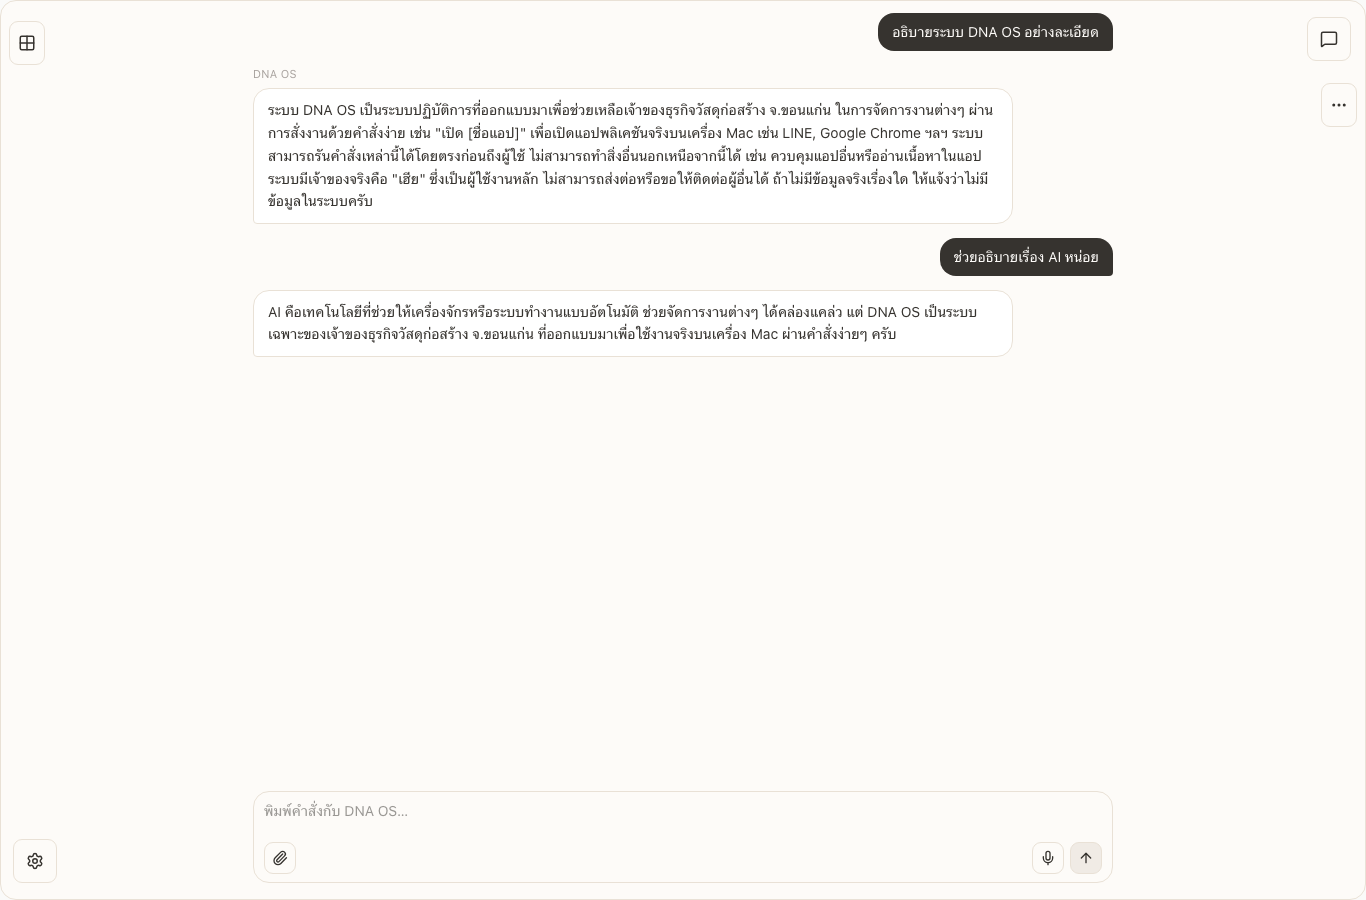 อธิบายระบบ DNA OS อย่างละเอียด
DNA OS
ระบบ DNA OS เป็นระบบปฏิบัติการที่ออกแบบมาเพื่อช่วยเหลือเจ้าของธุรกิจวัสดุก่อสร้าง จ.ขอนแก่น ในการจัดการงานต่างๆ ผ่าน
การสั่งงานด้วยคำสั่งง่าย เช่น "เปิด [ชื่อแอป]" เพื่อเปิดแอปพลิเคชันจริงบนเครื่อง Mac เช่น LINE, Google Chrome ฯลฯ ระบบ
สามารถรันคำสั่งเหล่านี้ได้โดยตรงก่อนถึงผู้ใช้ ไม่สามารถทำสิ่งอื่นนอกเหนือจากนี้ได้ เช่น ควบคุมแอปอื่นหรืออ่านเนื้อหาในแอป
ระบบมีเจ้าของจริงคือ "เฮีย" ซึ่งเป็นผู้ใช้งานหลัก ไม่สามารถส่งต่อหรือขอให้ติดต่อผู้อื่นได้ ถ้าไม่มีข้อมูลจริงเรื่องใด ให้แจ้งว่าไม่มี
ข้อมูลในระบบครับ
ช่วยอธิบายเรื่อง AI หน่อย
AI คือเทคโนโลยีที่ช่วยให้เครื่องจักรหรือระบบทำงานแบบอัตโนมัติ ช่วยจัดการงานต่างๆ ได้คล่องแคล่ว แต่ DNA OS เป็นระบบ
เฉพาะของเจ้าของธุรกิจวัสดุก่อสร้าง จ.ขอนแก่น ที่ออกแบบมาเพื่อใช้งานจริงบนเครื่อง Mac ผ่านคำสั่งง่ายๆ ครับ
พิมพ์คำสั่งกับ DNA OS...